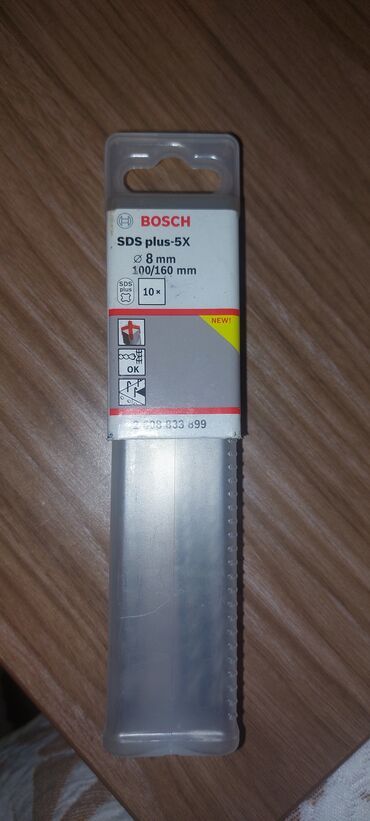 BOSCH
SDS plus-5X
Ø 8 mm
100/160 mm
SDS
plus
10×
NEW!
OK
2 608 833 899